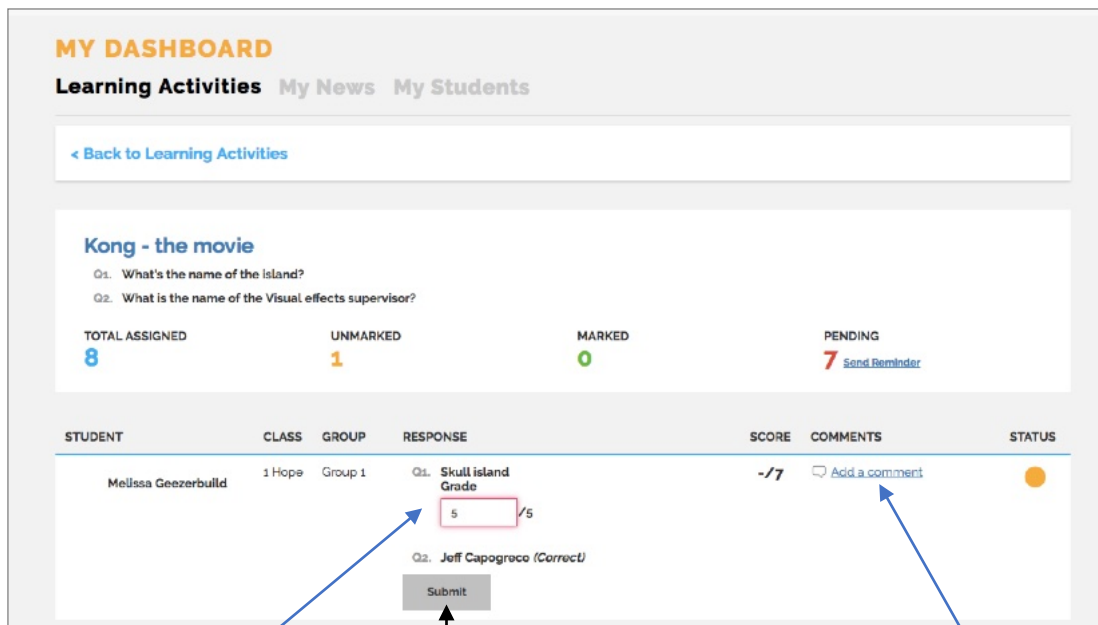 MY DASHBOARD
Learning Activities My News My Students
< Back to Learning Activities
Kong - the movie
Q1. What's the name of the island?
Q2. What is the name of the Visual effects supervisor?
TOTAL ASSIGNED UNMARKED MARKED PENDING
8 1 0 7 Send Reminder
STUDENT CLASS GROUP RESPONSE SCORE COMMENTS STATUS
Melissa Geezerbuild 1 Hope Group 1 Q1. Skull island -/7 Add a comment
Grade
5 /5
Q2. Jeff Capogreco (Correct)
Submit